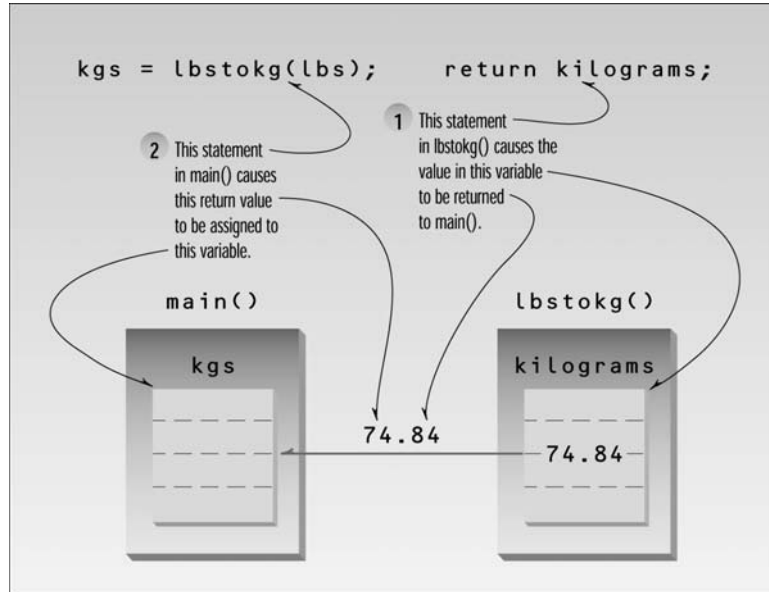 kgs = lbstokg(lbs);
return kilograms;
1 This statement
in lbstokg() causes the
value in this variable
to be returned
to main().
2 This statement
in main() causes
this return value
to be assigned to
this variable.
main()
lbstokg()
kgs
kilograms
74.84
74.84